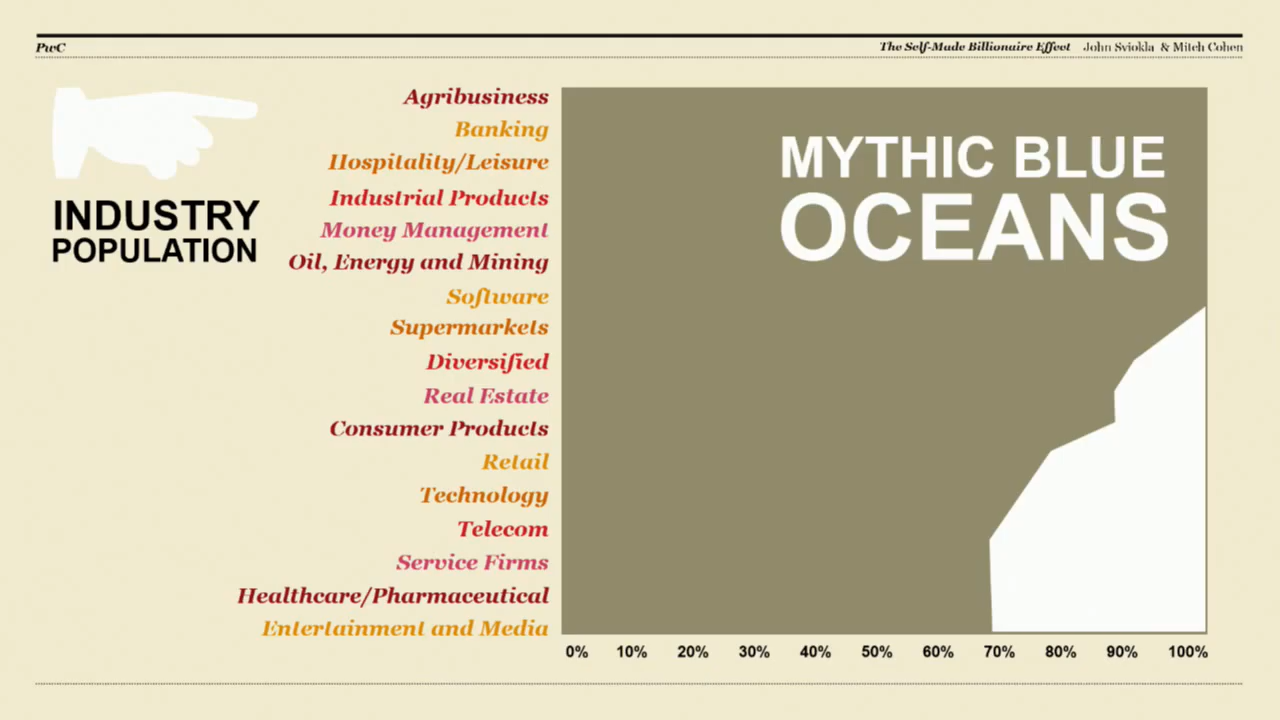 PwC
The Self-Made Billionaire Effect John Sviokla & Mitch Cohen
INDUSTRY
POPULATION
Agribusiness
Banking
Hospitality/Leisure
Industrial Products
Money Management
Oil, Energy and Mining
Software
Supermarkets
Diversified
Real Estate
Consumer Products
Retail
Technology
Telecom
Service Firms
Healthcare/Pharmaceutical
Entertainment and Media
MYTHIC BLUE
OCEANS
0% 10% 20% 30% 40% 50% 60% 70% 80% 90% 100%